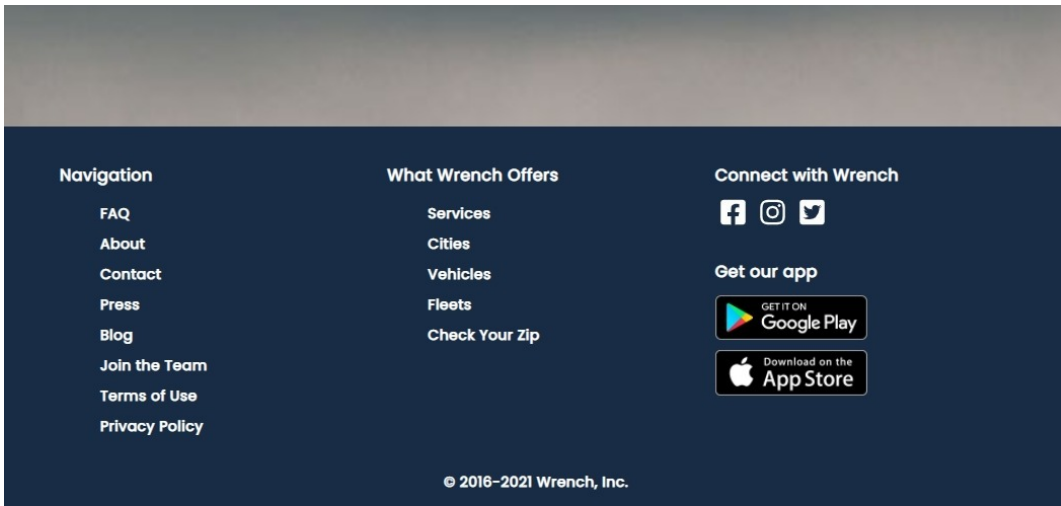 Navigation
FAQ
About
Contact
Press
Blog
Join the Team
Terms of Use
Privacy Policy
What Wrench Offers
Services
Cities
Vehicles
Fleets
Check Your Zip
Connect with Wrench
Get our app
GET IT ON
Google Play
Download on the
App Store
© 2016-2021 Wrench, Inc.